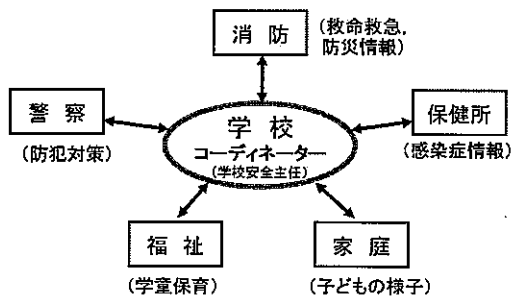 消防
(救命救急,
防災情報)
警察
(防犯対策)
学校
コーディネーター
(学校安全主任)
保健所
(感染症情報)
福祉
(学童保育)
家庭
(子どもの様子)